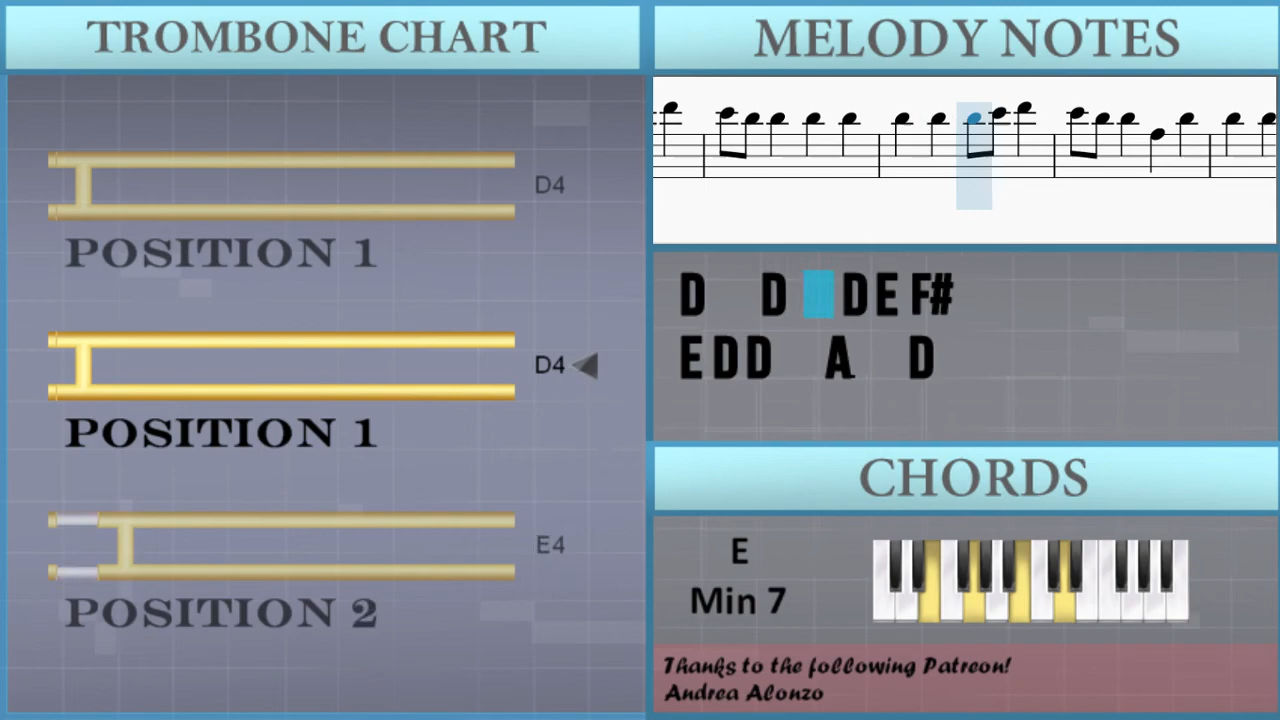 TROMBONE CHART
D4
POSITION 1
D4
POSITION 1
E4
POSITION 2
MELODY NOTES
D D DE F#
EDD A D
CHORDS
E
Min 7
Thanks to the following Patreon!
Andrea Alonzo